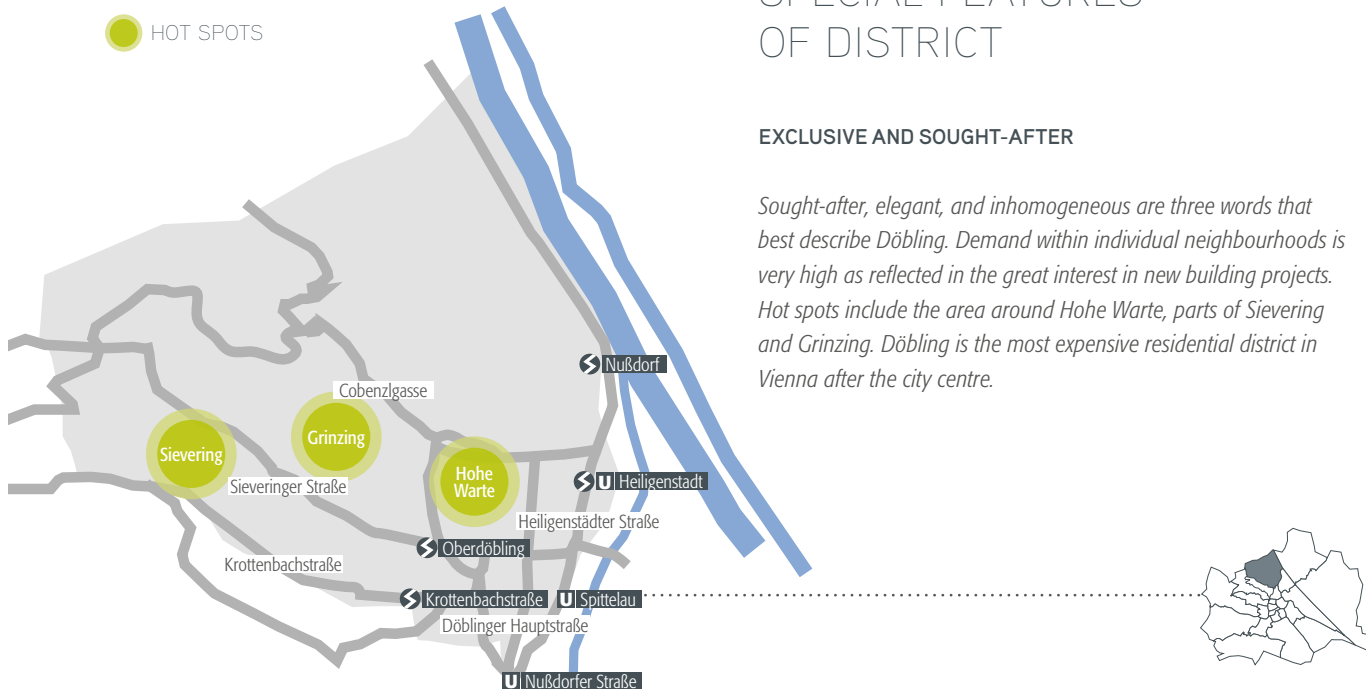 HOT SPOTS
SPECIAL FEATURES
OF DISTRICT
EXCLUSIVE AND SOUGHT-AFTER
Sought-after, elegant, and inhomogeneous are three words that
best describe Döbling. Demand within individual neighbourhoods is
very high as reflected in the great interest in new building projects.
Hot spots include the area around Hohe Warte, parts of Sievering
and Grinzing. Döbling is the most expensive residential district in
Vienna after the city centre.
Nußdorf
Cobenzlgasse
Grinzing
Sievering
Hohe
Warte
Sieveringer Straße
U Heiligenstadt
Heiligenstädter Straße
Oberdöbling
Krottenbachstraße
Krottenbachstraße
U Spittelau
Döblinger Hauptstraße
U Nußdorfer Straße